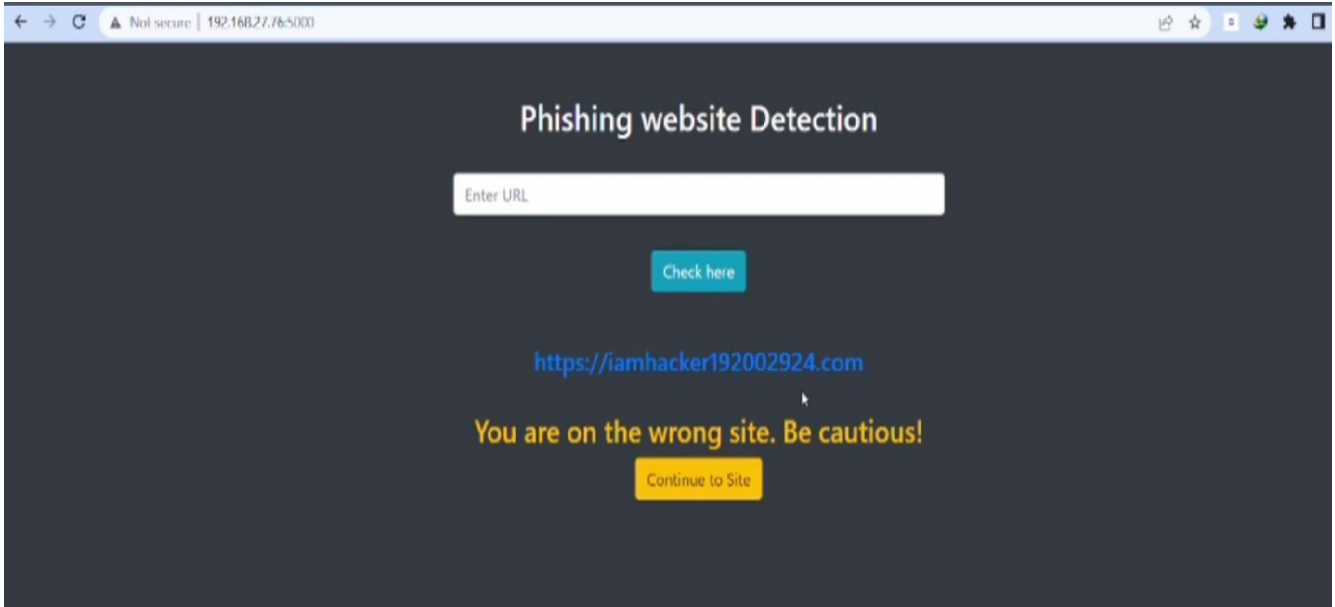 Not secure | 192.168.27.76:5000
Phishing website Detection
Enter URL
Check here
https://iamhacker192002924.com
You are on the wrong site. Be cautious!
Continue to Site